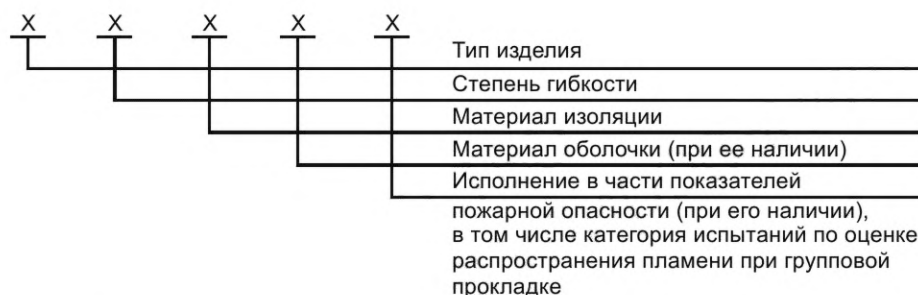 X X X X X
Тип изделия
Степень гибкости
Материал изоляции
Материал оболочки (при ее наличии)
Исполнение в части показателей
пожарной опасности (при его наличии),
в том числе категория испытаний по оценке
распространения пламени при групповой
прокладке